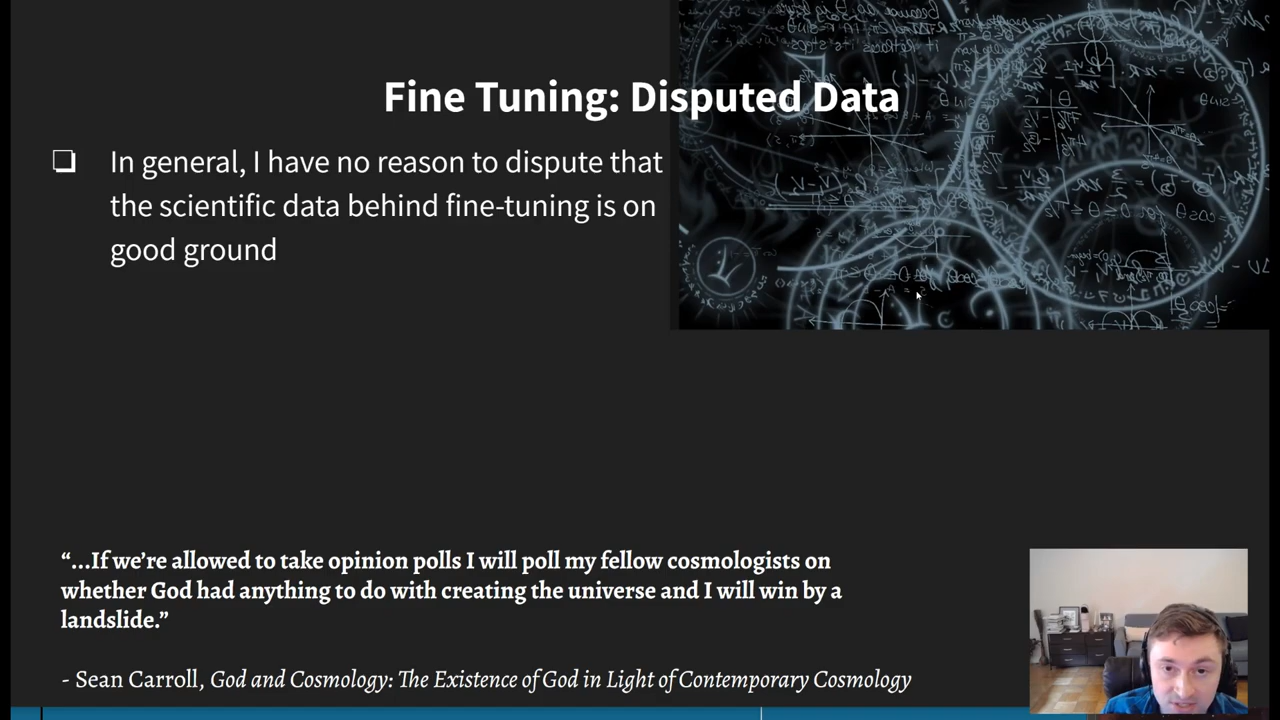 Fine Tuning: Disputed Data
❏ In general, I have no reason to dispute that
the scientific data behind fine-tuning is on
good ground
“...If we’re allowed to take opinion polls I will poll my fellow cosmologists on
whether God had anything to do with creating the universe and I will win by a
landslide.”
- Sean Carroll, God and Cosmology: The Existence of God in Light of Contemporary Cosmology